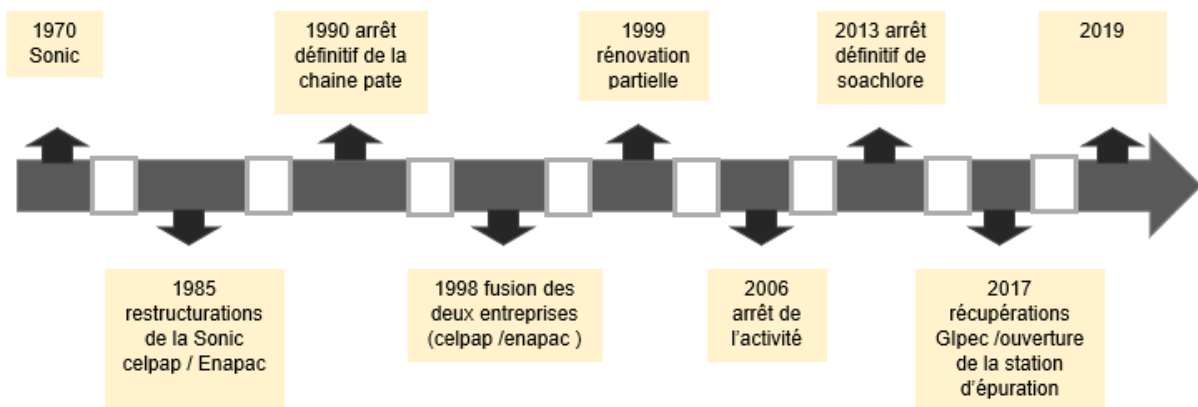 1970
Sonic
1990 arrêt
définitif de la
chaine pate
1999
rénovation
partielle
2013 arrêt
définitif de
soachlore
2019
1985
restructurations
de la Sonic
celpap / Enapac
1998 fusion des
deux entreprises
(celpap /enapac )
2006
arrêt de
l’activité
2017
récupérations
GIpec /ouverture
de la station
d’épuration